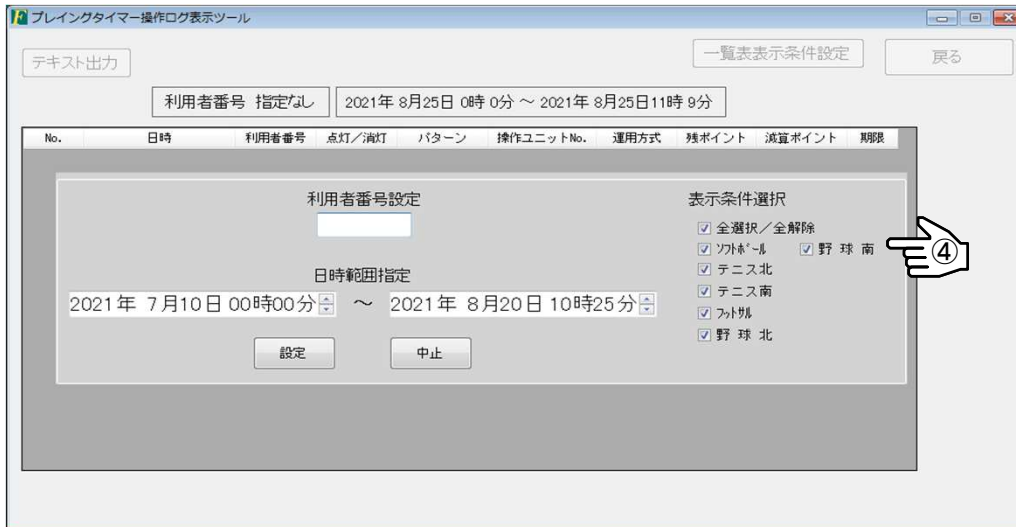 プレイングタイマー操作ログ表示ツール
テキスト出力
一覧表表示条件設定
戻る
利用者番号 指定なし
2021年 8月25日 0時 0分 ～ 2021年 8月25日11時 9分
No. 日時 利用者番号 点灯／消灯 パターン 操作ユニットNo. 運用方式 残ポイント 減算ポイント 期限
利用者番号設定
日時範囲指定
2021年 7月10日 00時00分 ～ 2021年 8月20日 10時25分
設定 中止
表示条件選択
全選択／全解除
ｿﾌﾄﾎﾞｰﾙ 野 球 南
テニス北
テニス南
ﾌｯﾄｻﾙ
野 球 北
④